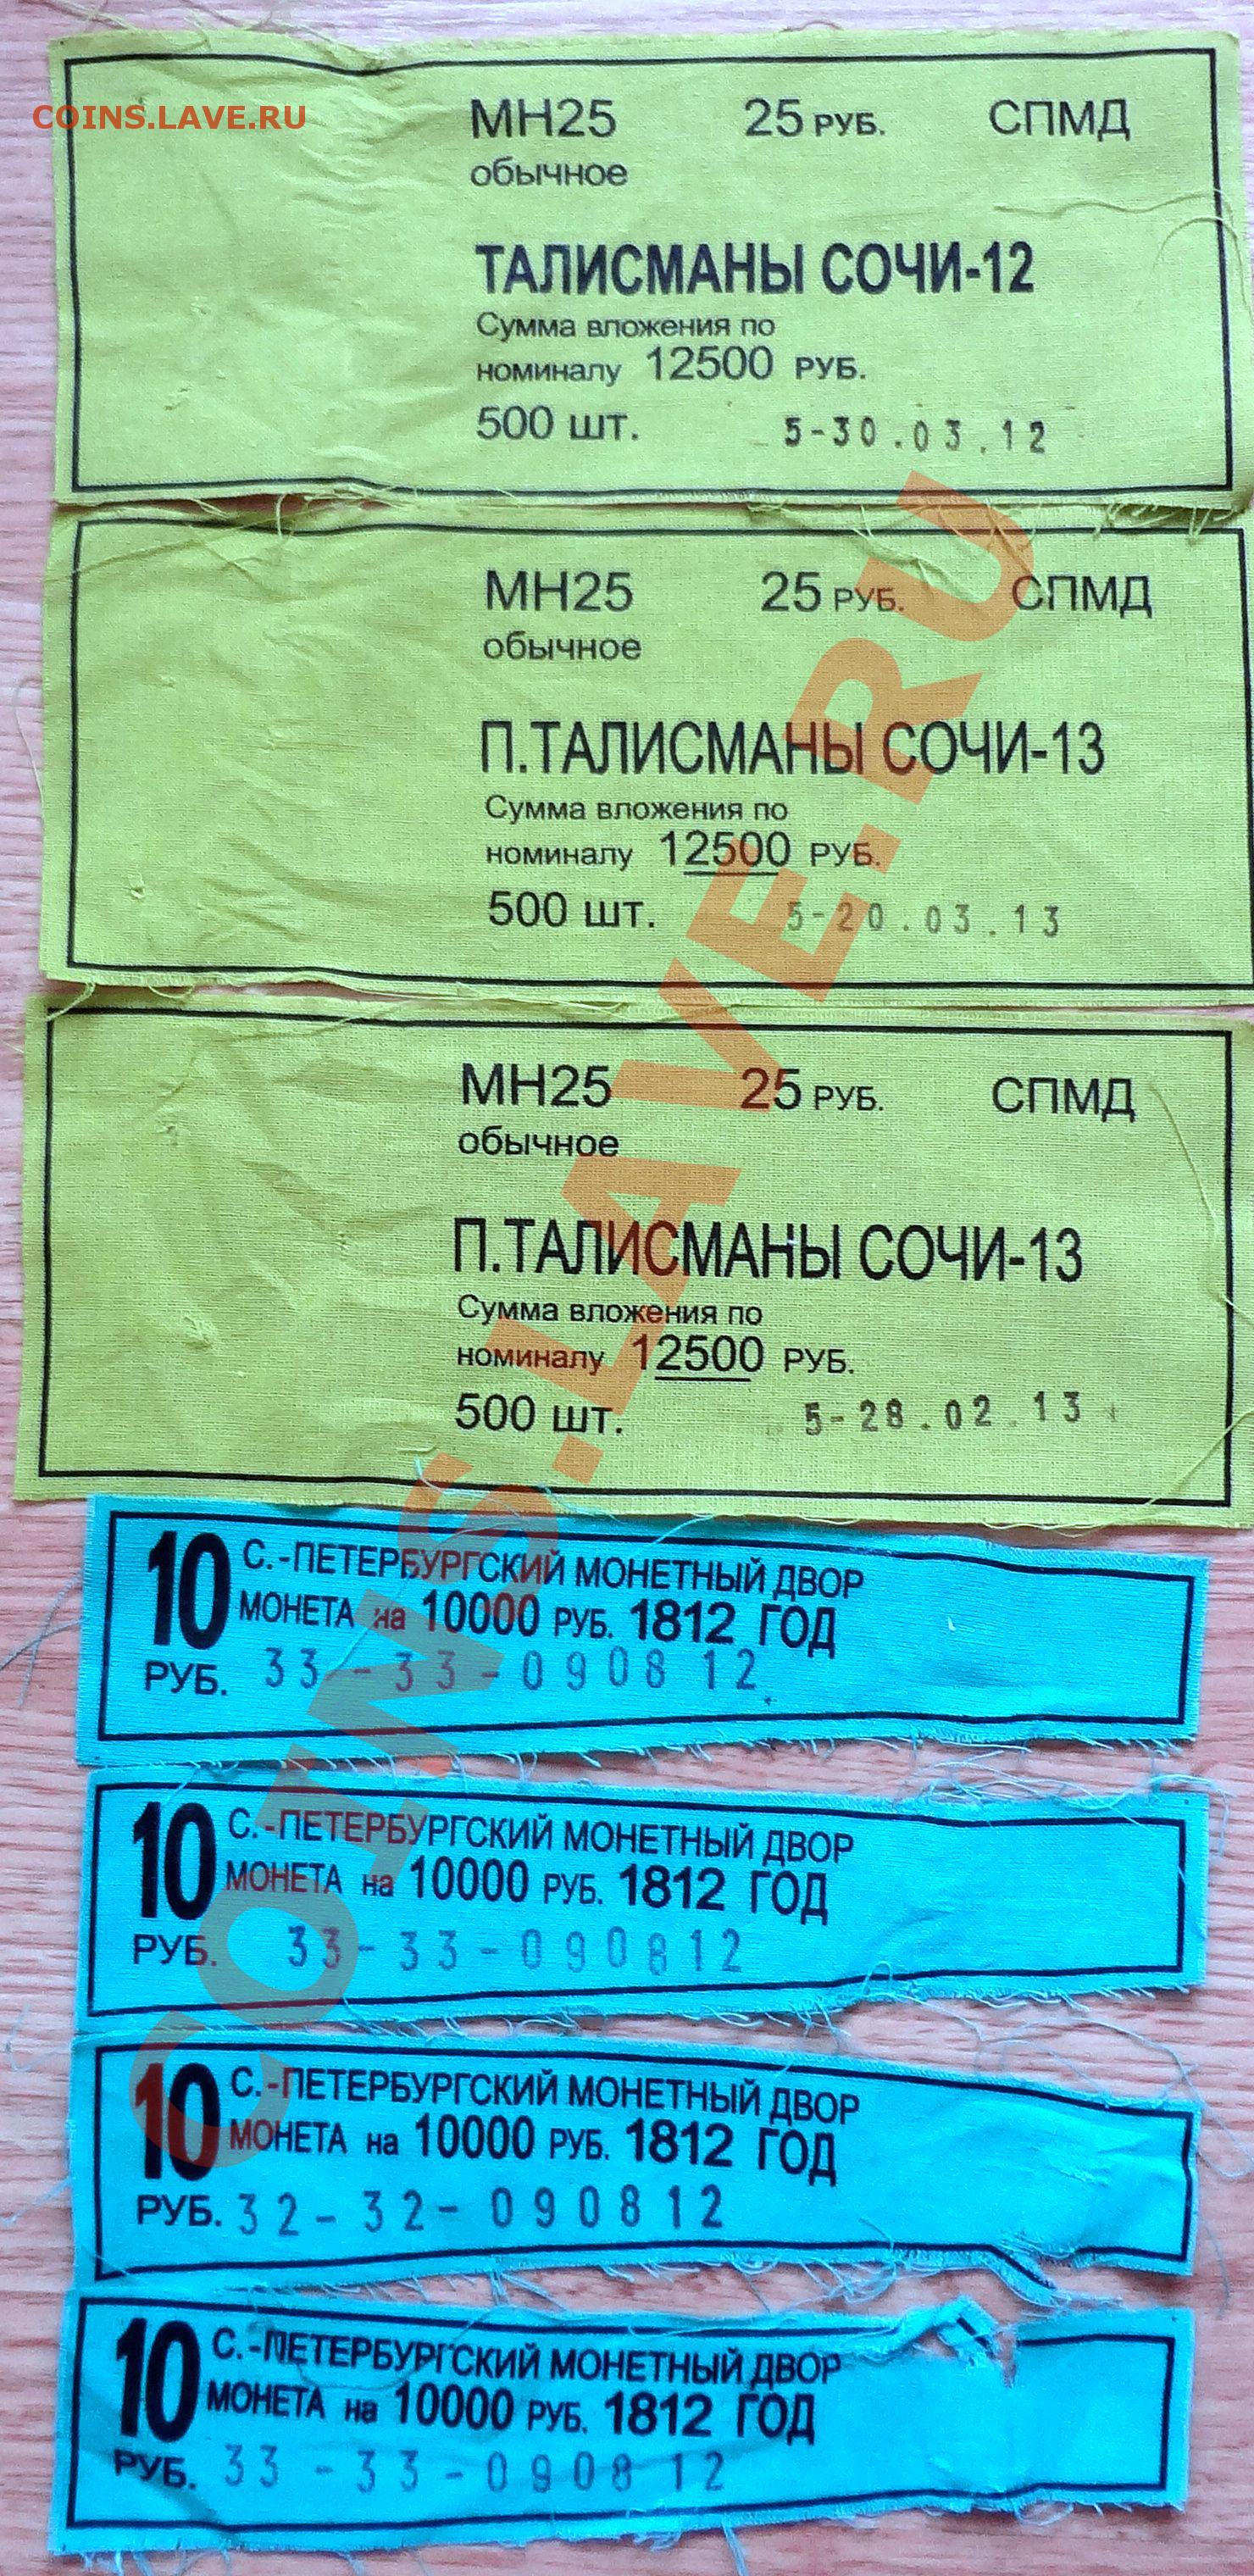 COINS.LAVE.RU
МН25 25 РУБ. СПМД
обычное
ТАЛИСМАНЫ СОЧИ-12
Сумма вложения по
номиналу 12500 РУБ.
500 шт. 5-30.03.12
МН25 25 РУБ. СПМД
обычное
П.ТАЛИСМАНЫ СОЧИ-13
Сумма вложения по
номиналу 12500 РУБ.
500 шт. 5-20.03.13
МН25 25 РУБ. СПМД
обычное
П.ТАЛИСМАНЫ СОЧИ-13
Сумма вложения по
номиналу 12500 РУБ.
500 шт. 5-28.02.13
COINS.LAVE.RU
10 С.-ПЕТЕРБУРГСКИЙ МОНЕТНЫЙ ДВОР
МОНЕТА на 10000 РУБ. 1812 ГОД
РУБ. 33-33-090812
10 С.-ПЕТЕРБУРГСКИЙ МОНЕТНЫЙ ДВОР
МОНЕТА на 10000 РУБ. 1812 ГОД
РУБ. 33-33-090812
10 С.-ПЕТЕРБУРГСКИЙ МОНЕТНЫЙ ДВОР
МОНЕТА на 10000 РУБ. 1812 ГОД
РУБ. 32-32-090812
10 С.-ПЕТЕРБУРГСКИЙ МОНЕТНЫЙ ДВОР
МОНЕТА на 10000 РУБ. 1812 ГОД
РУБ. 33-33-090812